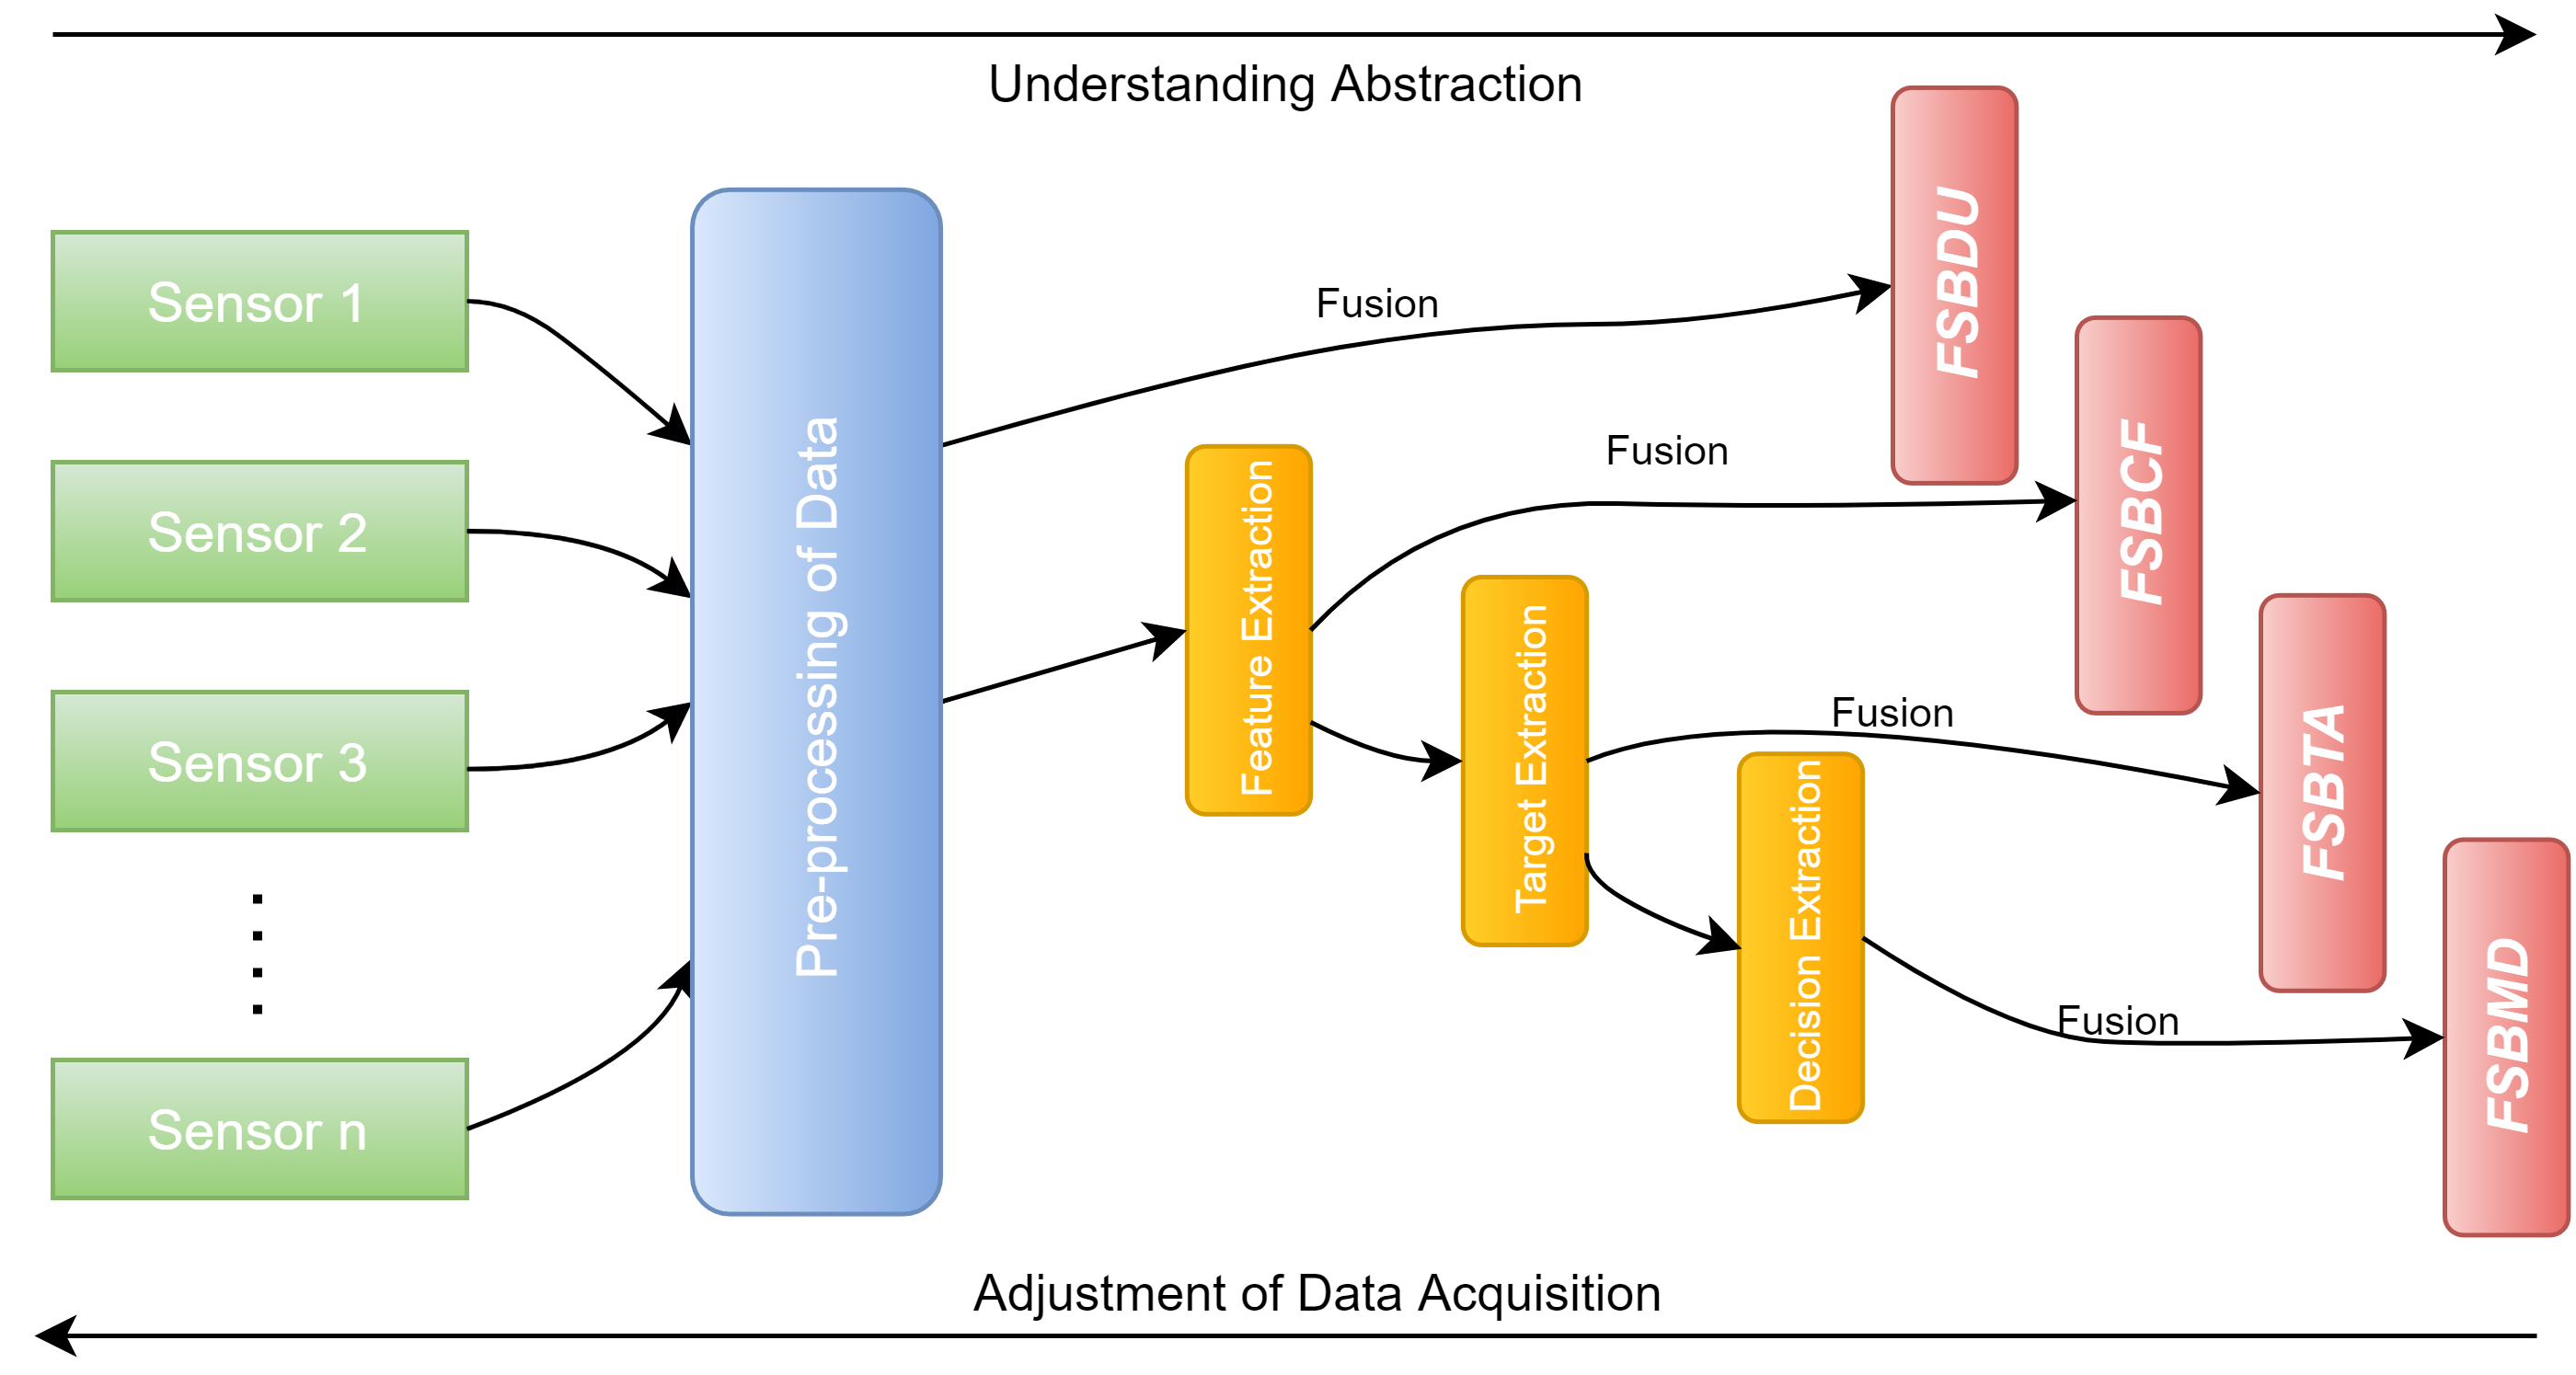 Understanding Abstraction
Sensor 1
Sensor 2
Sensor 3
Sensor n
Pre-processing of Data
Fusion
FSBDU
Feature Extraction
Fusion
FSBCF
Target Extraction
Fusion
FSBTA
Decision Extraction
Fusion
FSBMD
Adjustment of Data Acquisition